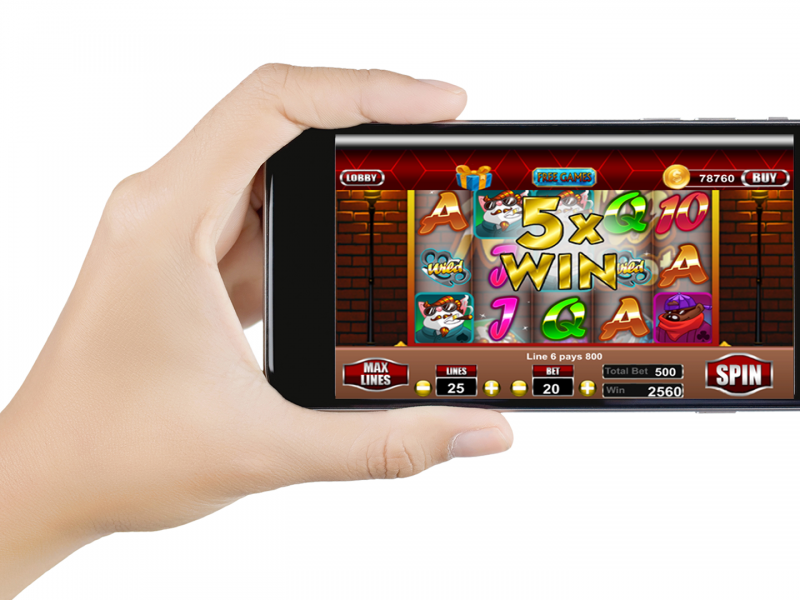 LOBBY
FREE GAMES
78760 BUY
A Q 10
5x
WIN
Wild J Wild A
J Q A
Line 6 pays 800
MAX LINES
LINES
25
BET
20
Total Bet 500
Win 2560
SPIN